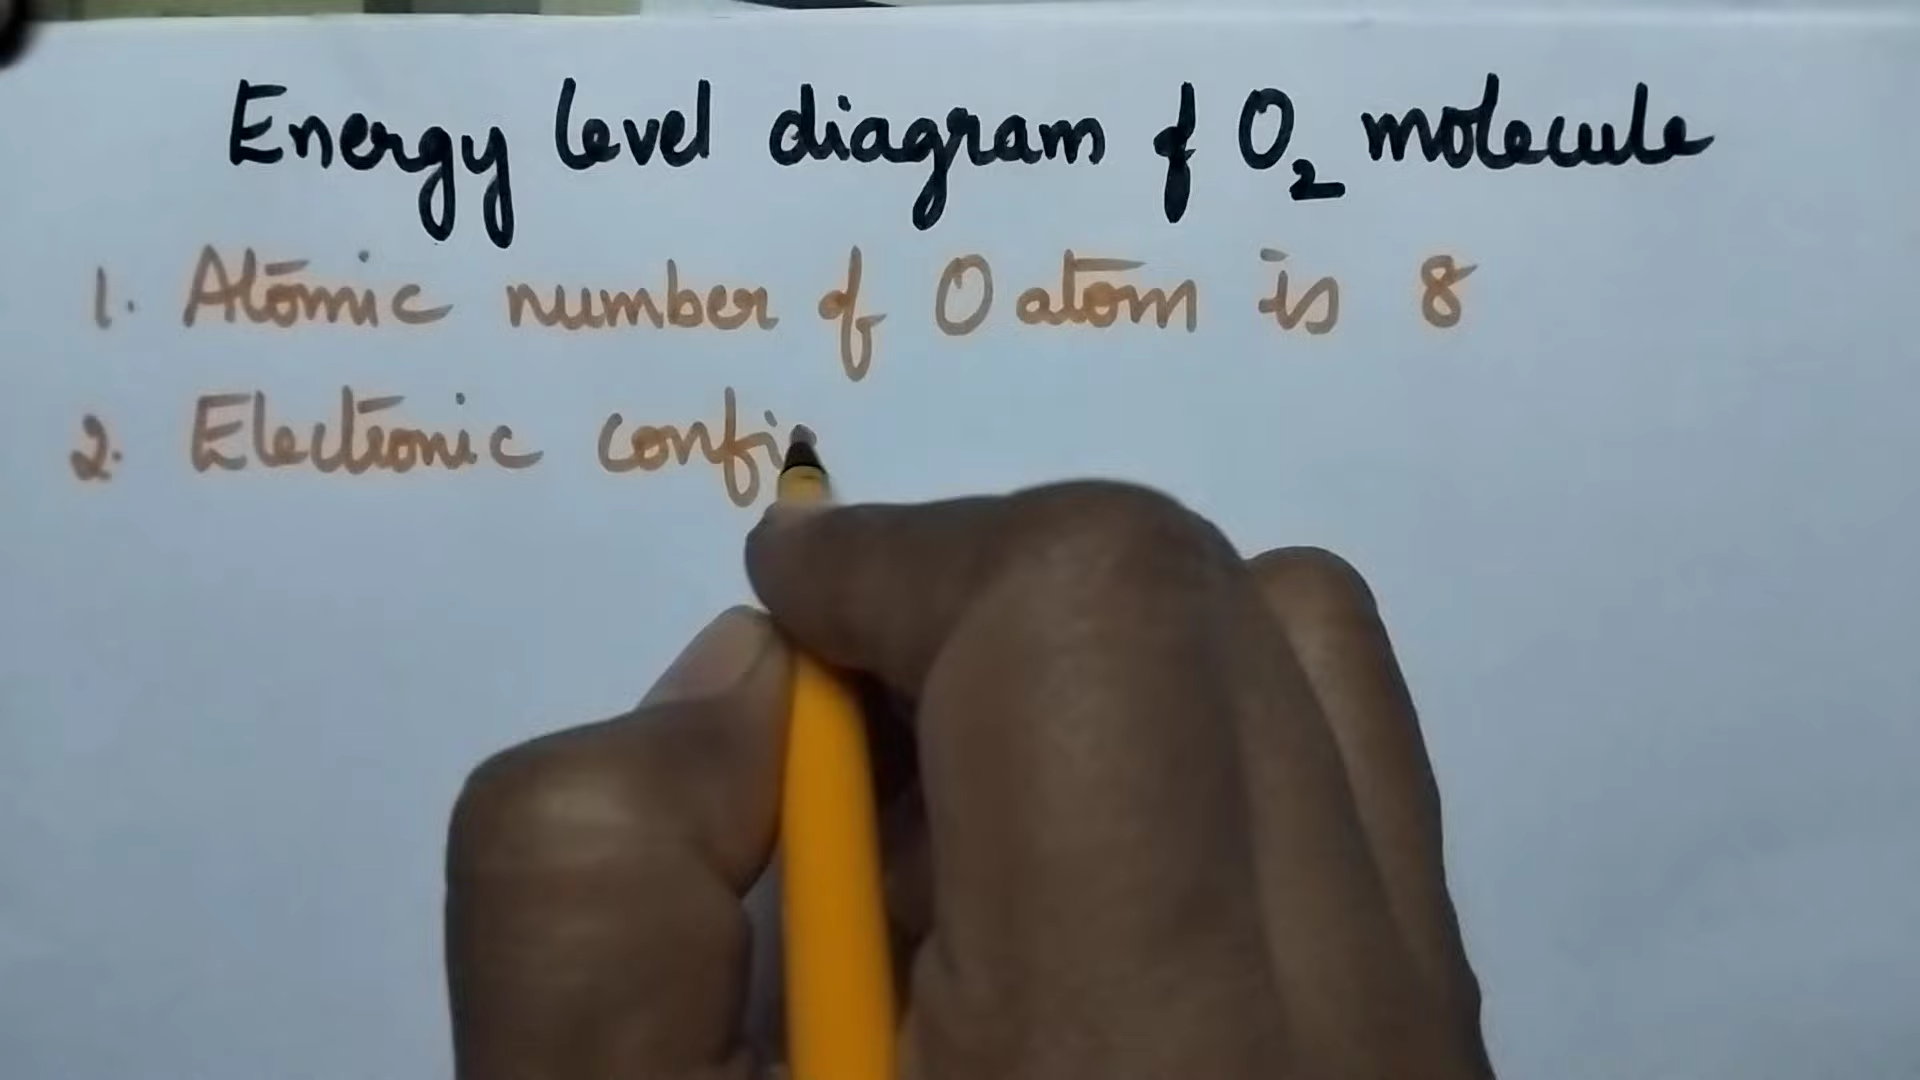 Energy level diagram of O₂ molecule
1. Atomic number of O atom is 8
2. Electronic confi